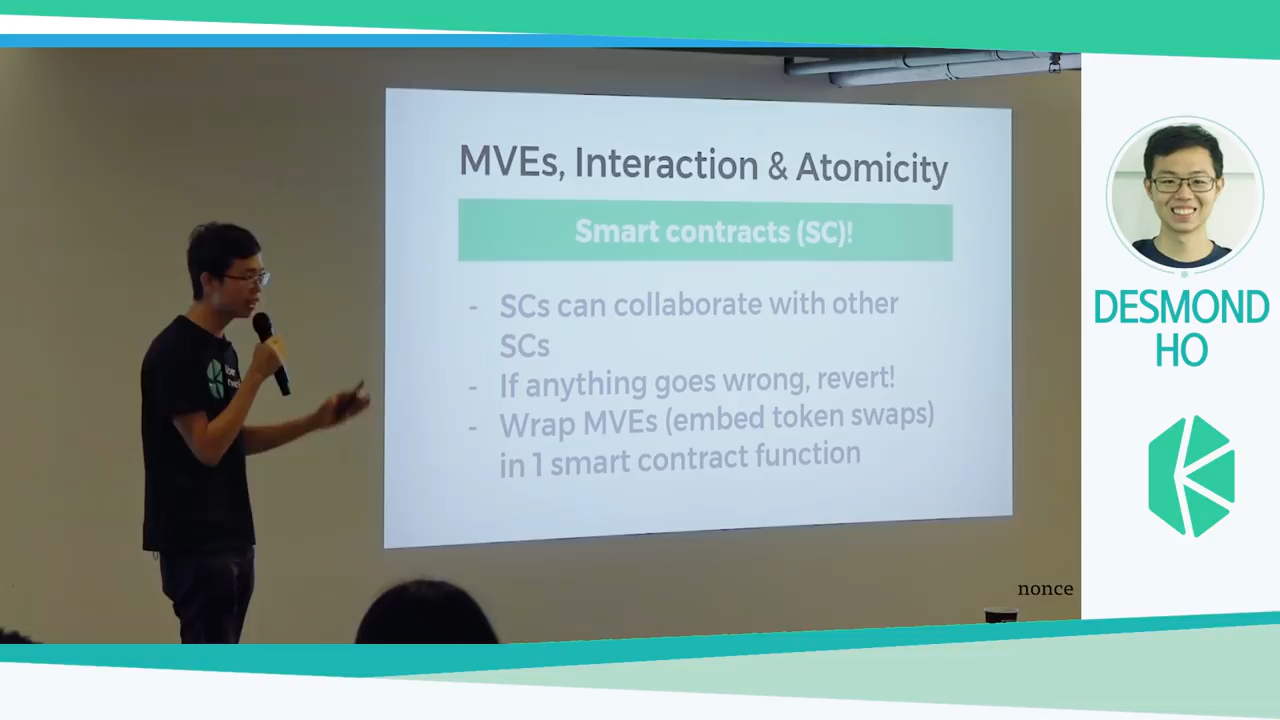 MVEs, Interaction & Atomicity
Smart contracts (SC)!
- SCs can collaborate with other
SCs
- If anything goes wrong, revert!
- Wrap MVEs (embed token swaps)
in 1 smart contract function
DESMOND
HO
nonce